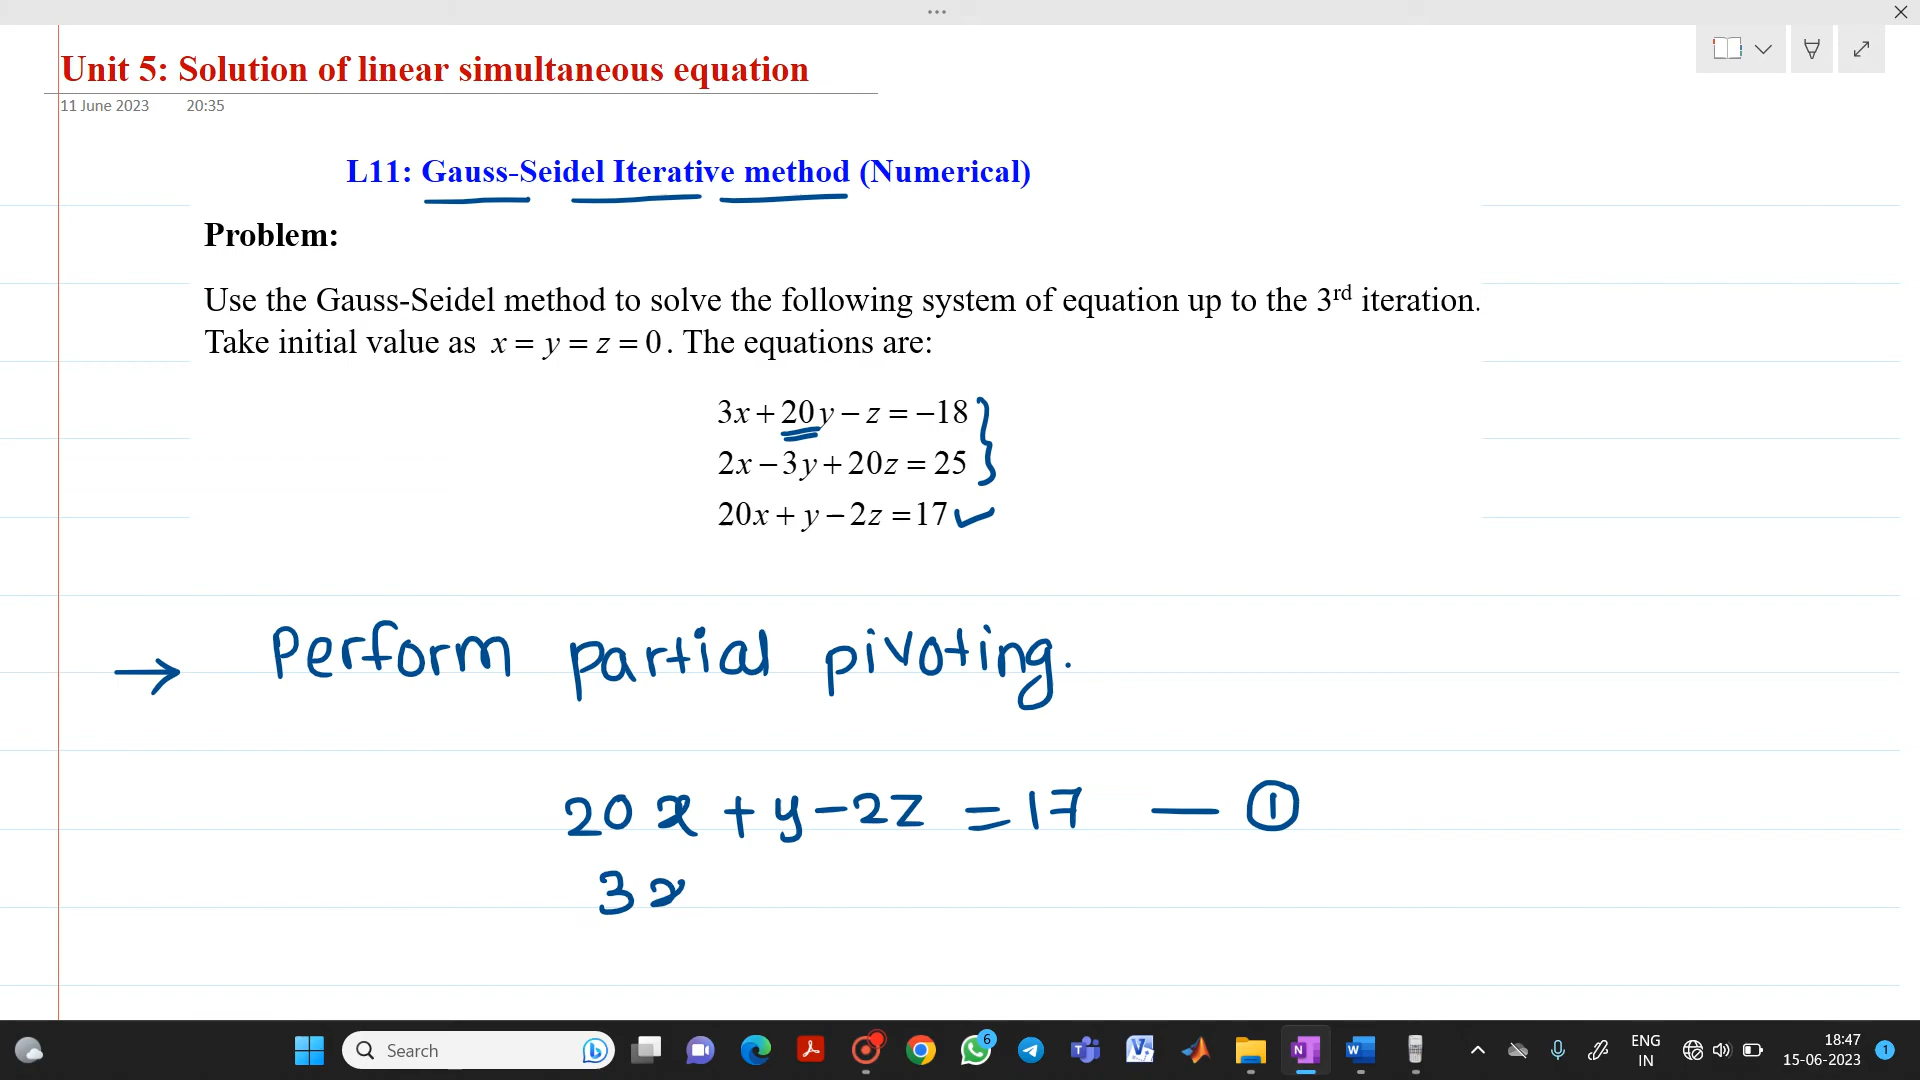 Unit 5: Solution of linear simultaneous equation
11 June 2023 20:35
L11: Gauss-Seidel Iterative method (Numerical)
Problem:
Use the Gauss-Seidel method to solve the following system of equation up to the 3rd iteration.
Take initial value as x = y = z = 0. The equations are:
3x + 20y − z = −18
2x − 3y + 20z = 25
20x + y − 2z = 17
→ Perform partial pivoting.
20x + y − 2z = 17 — ①
3x
Search
6
ENG
IN
18:47
15-06-2023
1